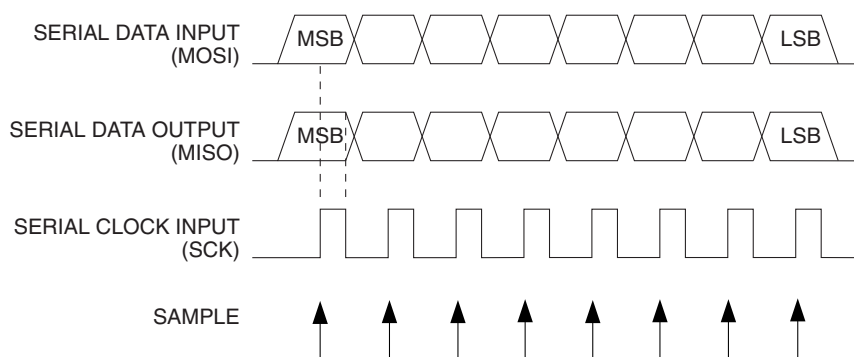 SERIAL DATA INPUT
(MOSI)
MSB
LSB
SERIAL DATA OUTPUT
(MISO)
MSB
LSB
SERIAL CLOCK INPUT
(SCK)
SAMPLE